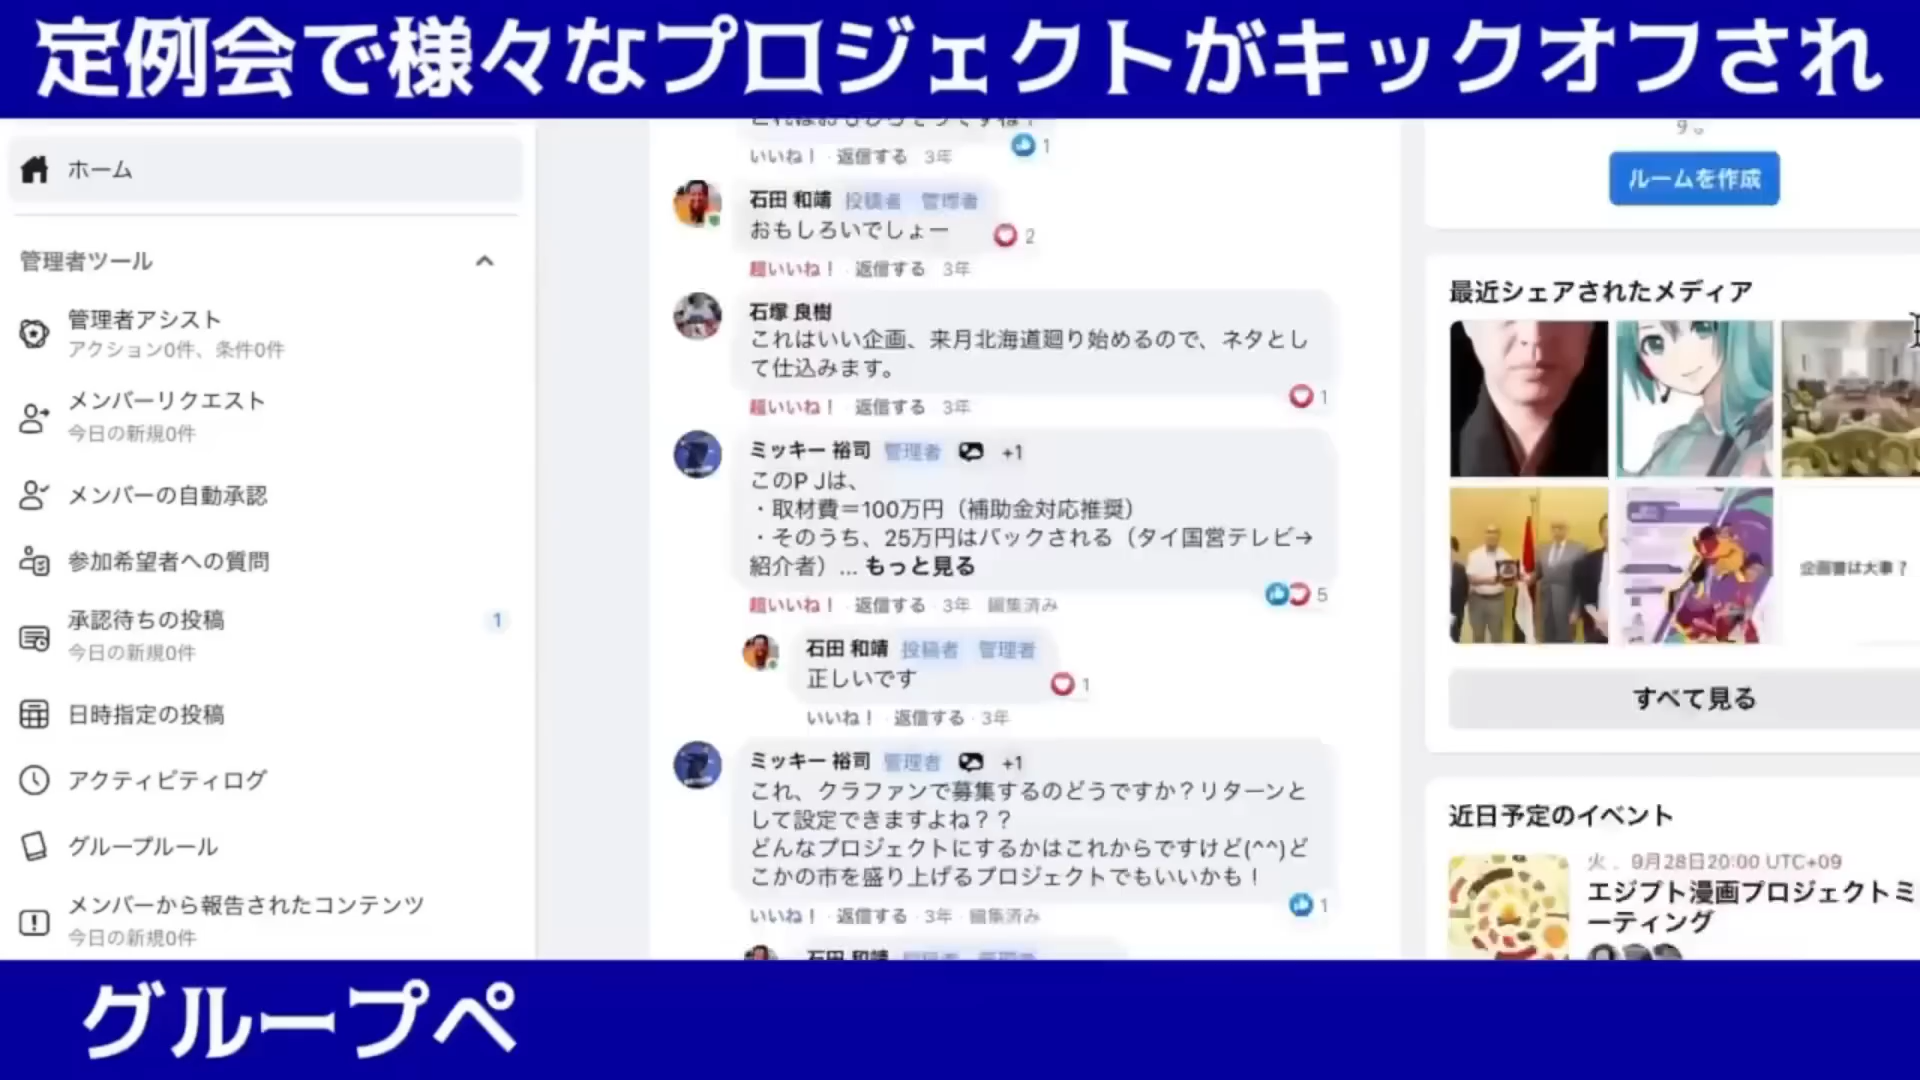 定例会で様々なプロジェクトがキックオフされ
ホーム
管理者ツール
管理者アシスト
アクション0件、条件0件
メンバーリクエスト
今日の新規0件
メンバーの自動承認
参加希望者への質問
承認待ちの投稿
1
今日の新規0件
日時指定の投稿
アクティビティログ
グループルール
メンバーから報告されたコンテンツ
今日の新規0件
いいね！ · 返信する 3年
1
石田 和靖 投稿者 管理者
おもしろいでしょー
2
超いいね！ · 返信する 3年
石塚 良樹
これはいい企画、来月北海道廻り始めるので、ネタとし
て仕込みます。
1
超いいね！ · 返信する 3年
ミッキー 裕司 管理者 +1
このP Jは、
・取材費＝100万円（補助金対応推奨）
・そのうち、25万円はバックされる（タイ国営テレビ→
紹介者）... もっと見る
5
超いいね！ · 返信する · 3年 編集済み
石田 和靖 投稿者 管理者
正しいです
1
いいね！ · 返信する · 3年
ミッキー 裕司 管理者 +1
これ、クラファンで募集するのどうですか？リターンと
して設定できますよね？？
どんなプロジェクトにするかはこれからですけど(^^)ど
こかの市を盛り上げるプロジェクトでもいいかも！
1
いいね！ · 返信する · 3年 · 編集済み
石田 和靖 投稿者 管理者
ルームを作成
最近シェアされたメディア
企画書は大事？
すべて見る
近日予定のイベント
火、9月28日20:00 UTC+09
エジプト漫画プロジェクトミ
ーティング
グループペ